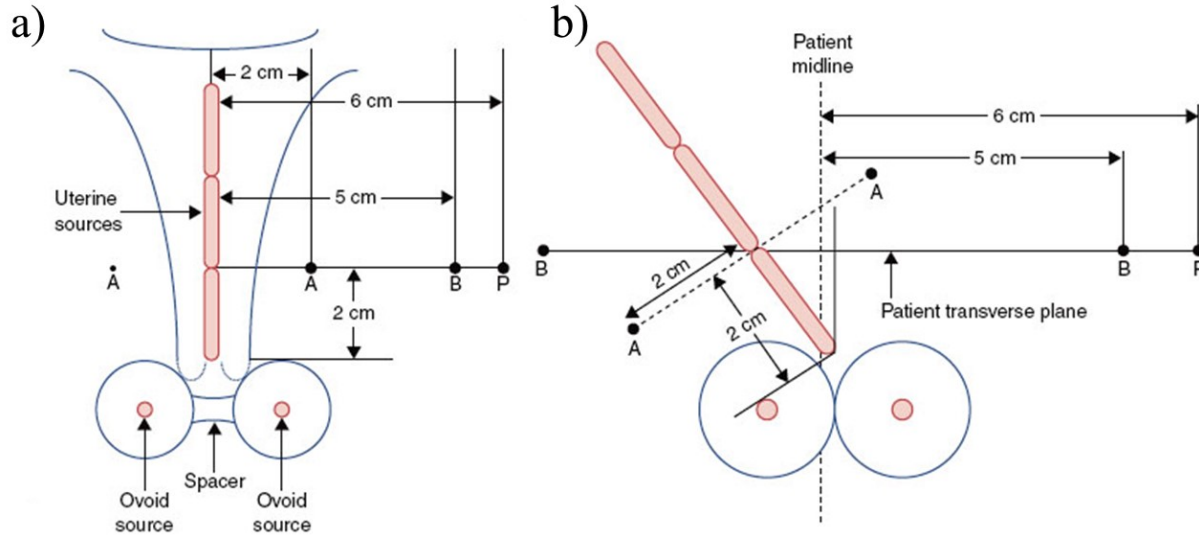 a)
2 cm
6 cm
Uterine
sources
5 cm
A
A
B
P
2 cm
Spacer
Ovoid
source
Ovoid
source
b)
Patient
midline
6 cm
5 cm
A
B
B
2 cm
Patient transverse plane
2 cm
A